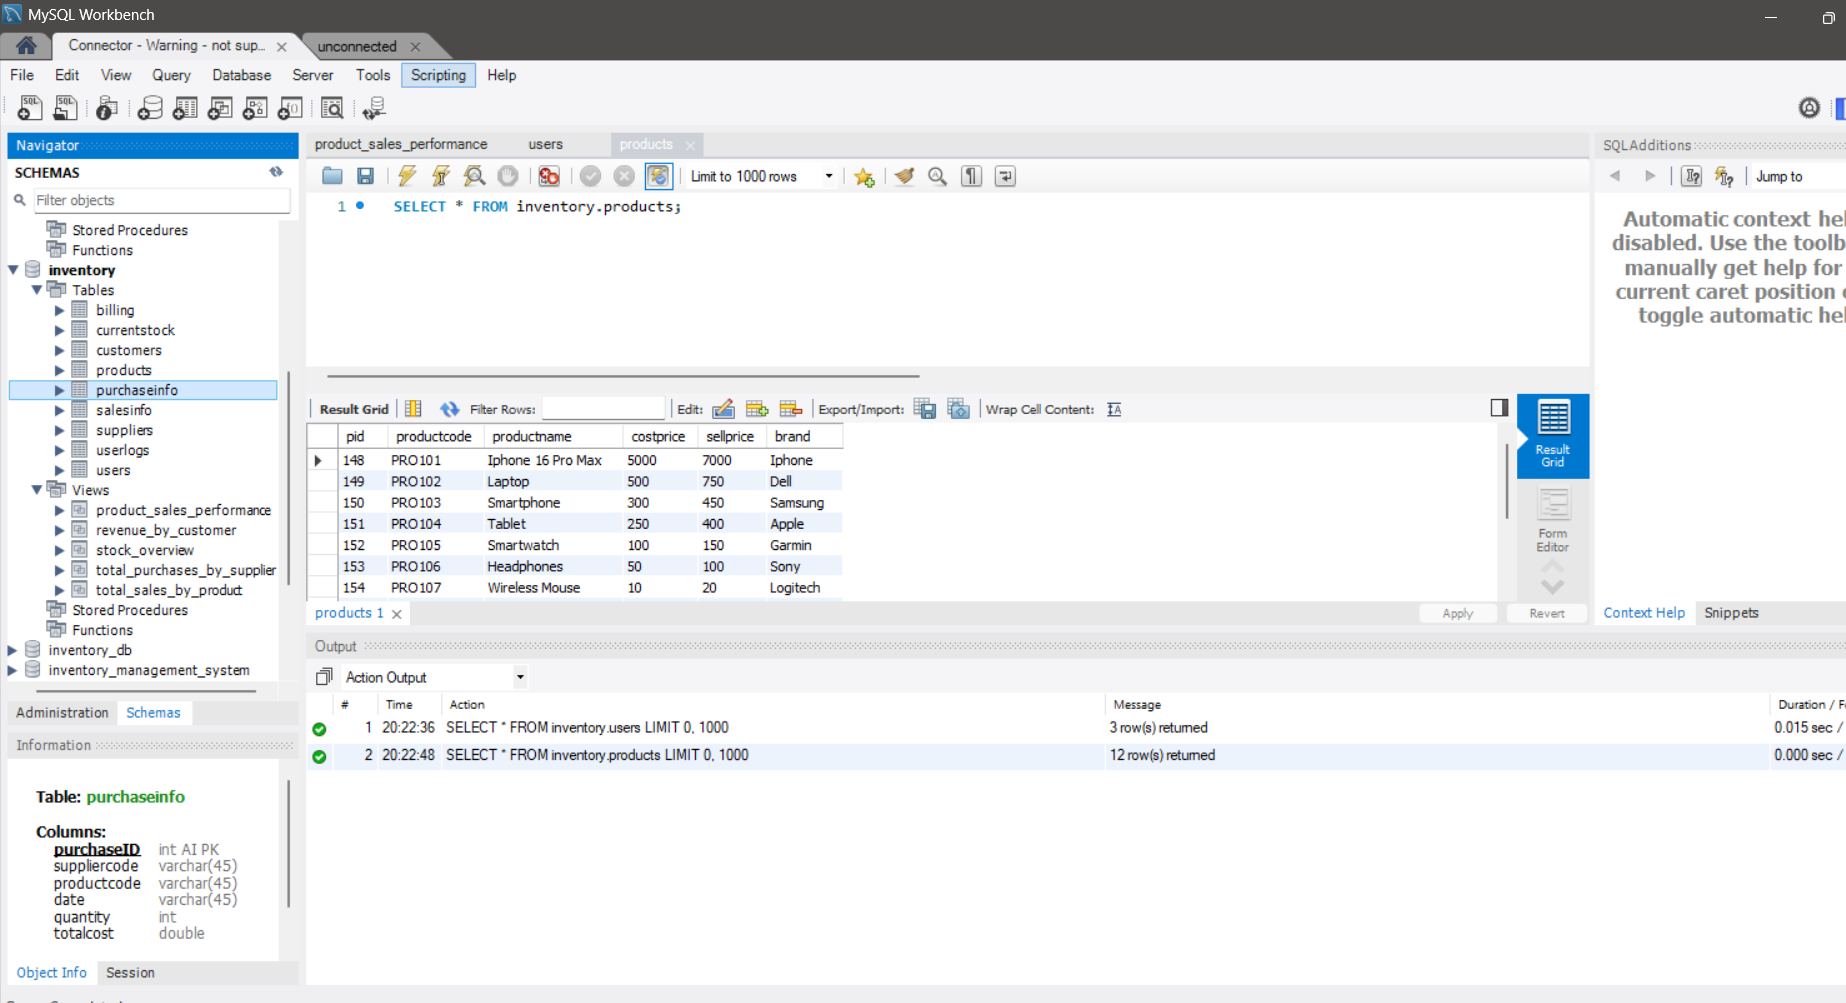 MySQL Workbench
Connector - Warning - not sup...
unconnected
File Edit View Query Database Server Tools Scripting Help
Navigator
SCHEMAS
Filter objects
Stored Procedures
Functions
inventory
Tables
billing
currentstock
customers
products
purchaseinfo
salesinfo
suppliers
userlogs
users
Views
product_sales_performance
revenue_by_customer
stock_overview
total_purchases_by_supplier
total_sales_by_product
Stored Procedures
Functions
inventory_db
inventory_management_system
Administration Schemas
Information
Table: purchaseinfo
Columns:
purchaseID int AI PK
suppliercode varchar(45)
productcode varchar(45)
date varchar(45)
quantity int
totalcost double
Object Info Session
product_sales_performance users products
Limit to 1000 rows
1 SELECT * FROM inventory.products;
Result Grid Filter Rows: Edit: Export/Import: Wrap Cell Content:
pid productcode productname costprice sellprice brand
148 PRO101 Iphone 16 Pro Max 5000 7000 Iphone
149 PRO102 Laptop 500 750 Dell
150 PRO103 Smartphone 300 450 Samsung
151 PRO104 Tablet 250 400 Apple
152 PRO105 Smartwatch 100 150 Garmin
153 PRO106 Headphones 50 100 Sony
154 PRO107 Wireless Mouse 10 20 Logitech
Result
Grid
Form
Editor
products 1
Apply Revert
Output
Action Output
# Time Action Message Duration / F
1 20:22:36 SELECT * FROM inventory.users LIMIT 0, 1000 3 row(s) returned 0.015 sec /
2 20:22:48 SELECT * FROM inventory.products LIMIT 0, 1000 12 row(s) returned 0.000 sec /
SQLAdditions
Jump to
Automatic context hel
disabled. Use the toolb
manually get help for
current caret position
toggle automatic hel
Context Help Snippets